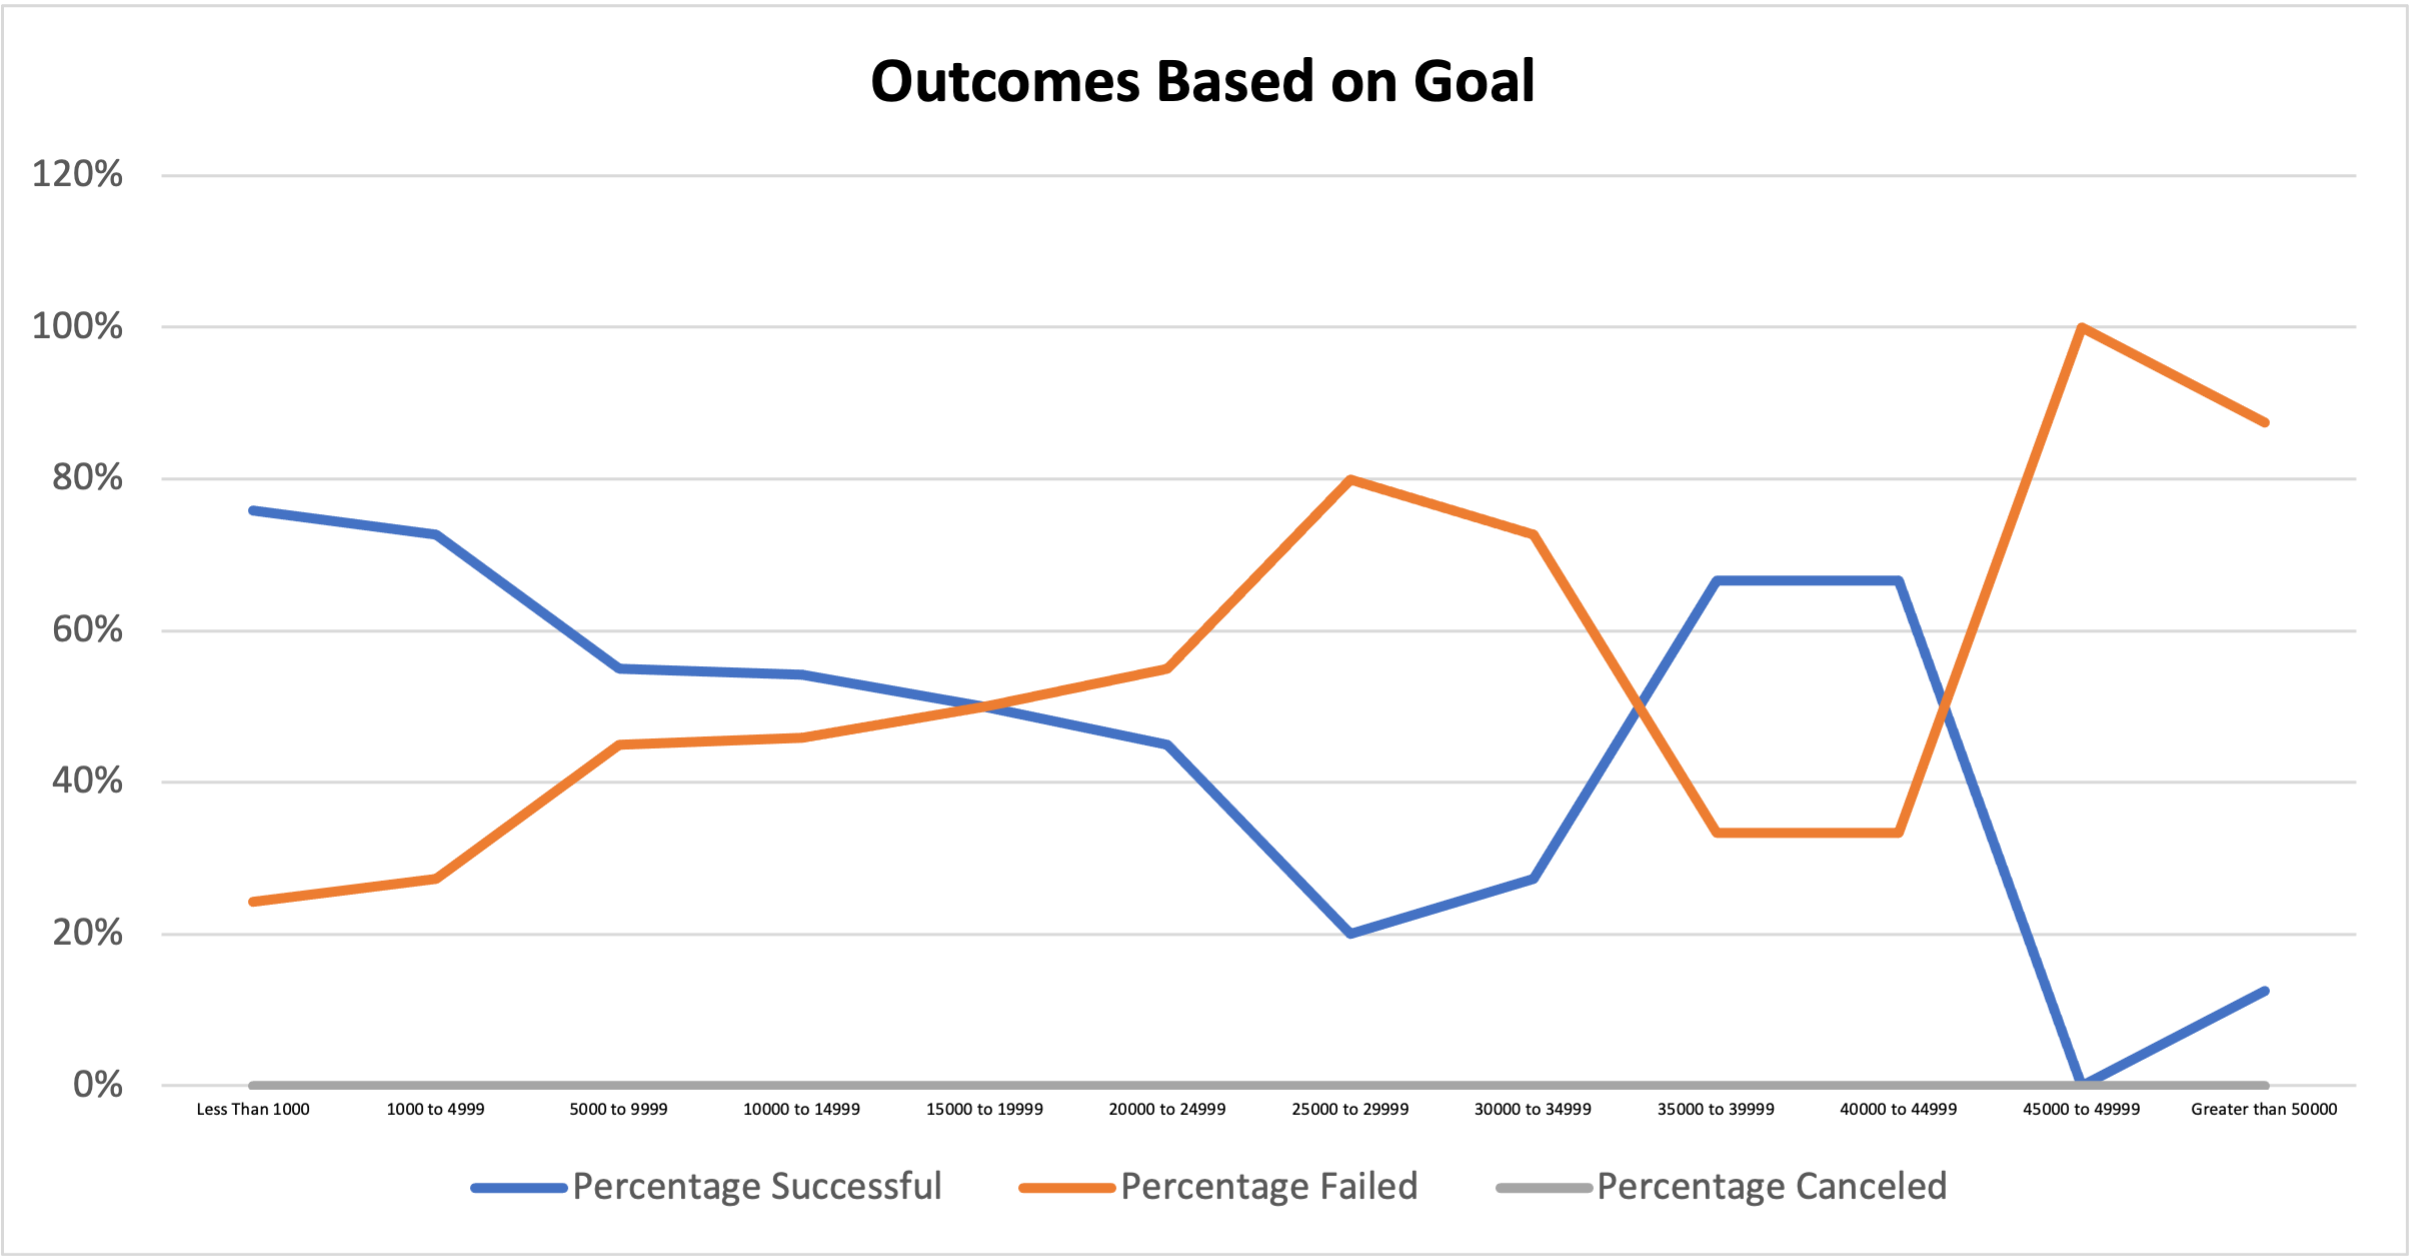 Outcomes Based on Goal
120%
100%
80%
60%
40%
20%
0%
Less Than 1000 1000 to 4999 5000 to 9999 10000 to 14999 15000 to 19999 20000 to 24999 25000 to 29999 30000 to 34999 35000 to 39999 40000 to 44999 45000 to 49999 Greater than 50000
Percentage Successful Percentage Failed Percentage Canceled